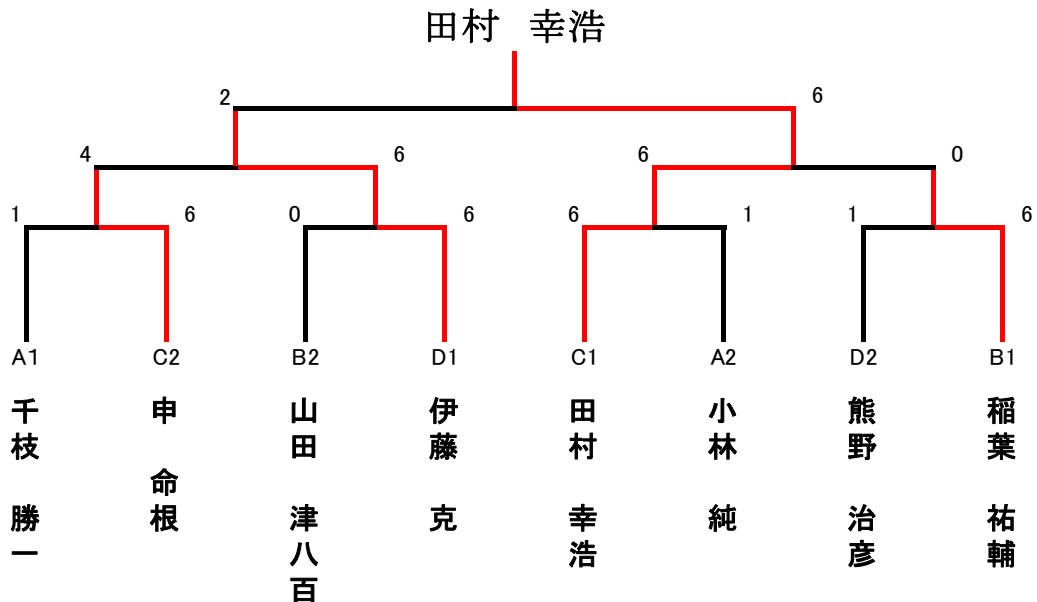 田村 幸浩
2 6
4 6 6 0
1 6 0 6 6 1 1 6
A1 C2 B2 D1 C1 A2 D2 B1
千枝 勝一
申 命根
山田 津八百
伊藤 克
田村 幸浩
小林 純
熊野 治彦
稲葉 祐輔